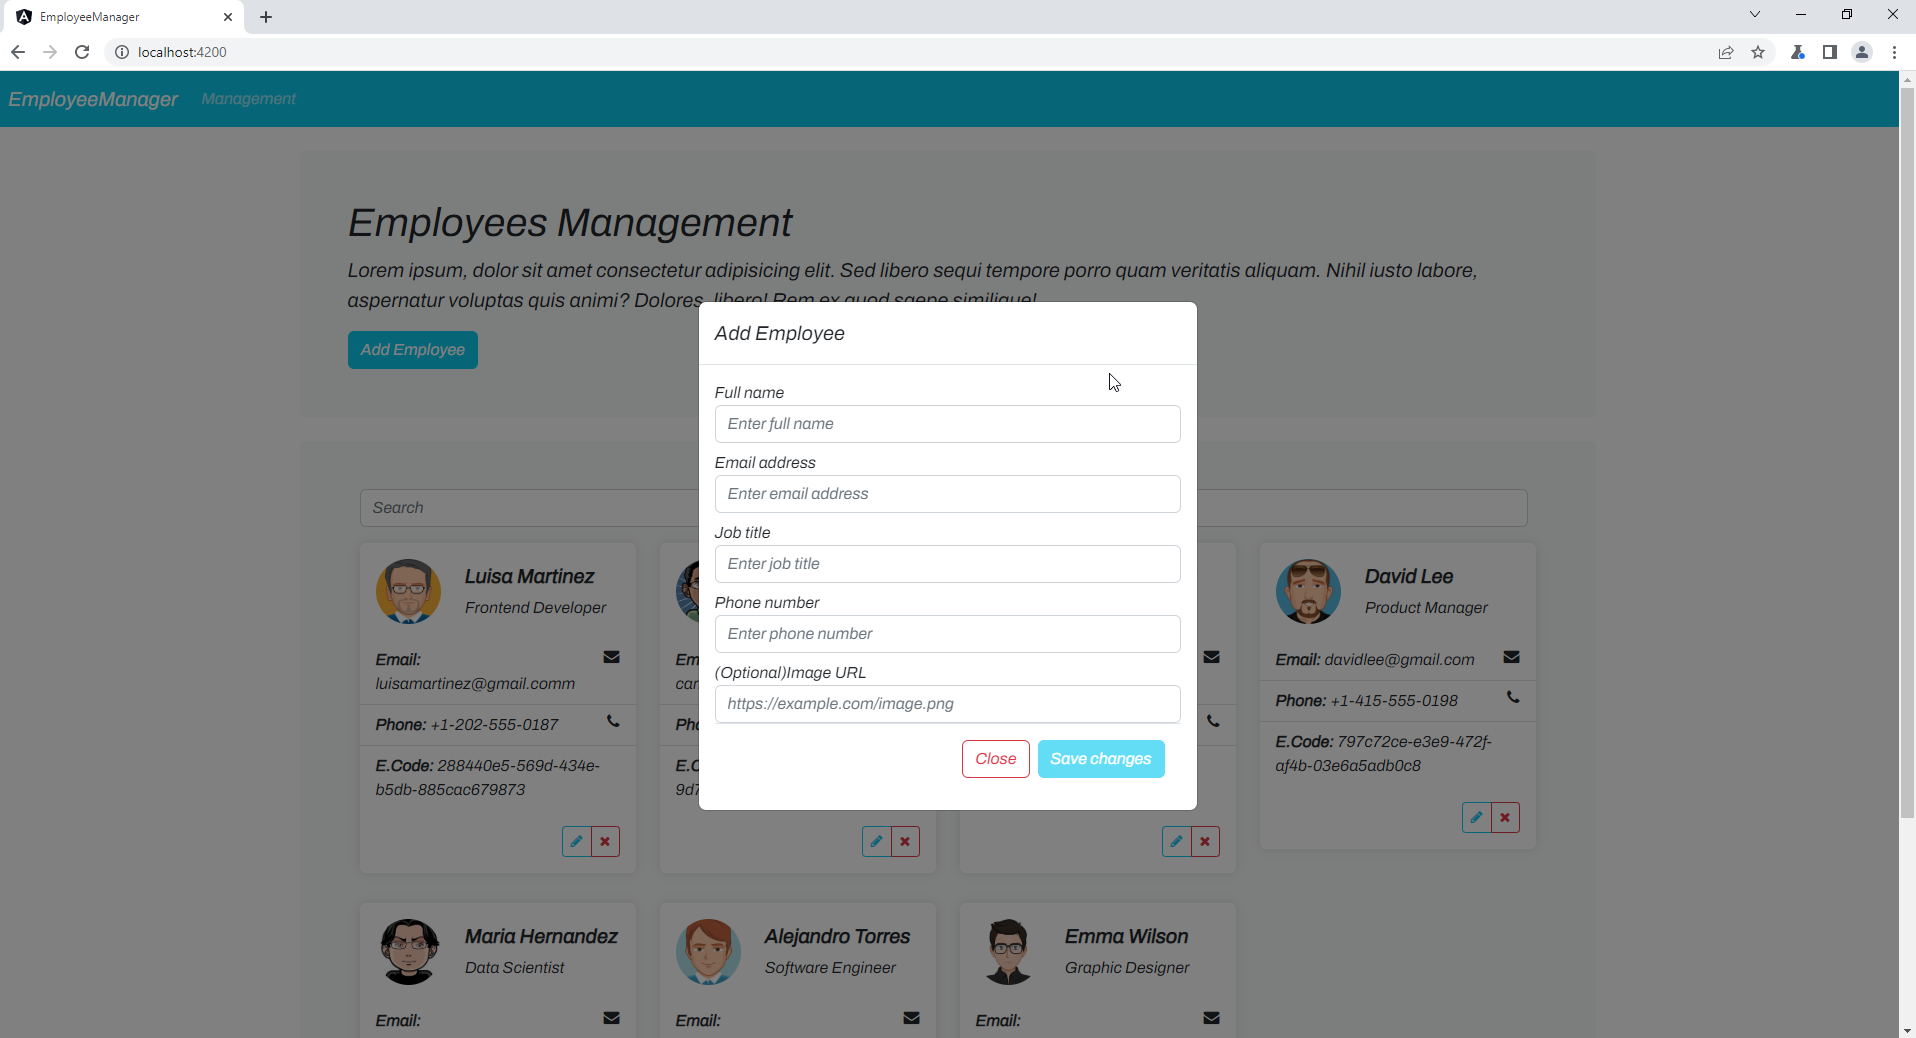 EmployeeManager
localhost:4200
EmployeeManager Management
Employees Management
Lorem ipsum, dolor sit amet consectetur adipisicing elit. Sed libero sequi tempore porro quam veritatis aliquam. Nihil iusto labore,
aspernatur voluptas quis animi? Dolores, libero! Rem ex quod saepe similique!
Add Employee
Add Employee
Full name
Enter full name
Email address
Enter email address
Job title
Enter job title
Phone number
Enter phone number
(Optional)Image URL
https://example.com/image.png
Close Save changes
Search
Luisa Martinez
Frontend Developer
Email:
luisamartinez@gmail.comm
Phone: +1-202-555-0187
E.Code: 288440e5-569d-434e-
b5db-885cac679873
David Lee
Product Manager
Email: davidlee@gmail.com
Phone: +1-415-555-0198
E.Code: 797c72ce-e3e9-472f-
af4b-03e6a5adb0c8
Maria Hernandez
Data Scientist
Email:
Alejandro Torres
Software Engineer
Email:
Emma Wilson
Graphic Designer
Email: